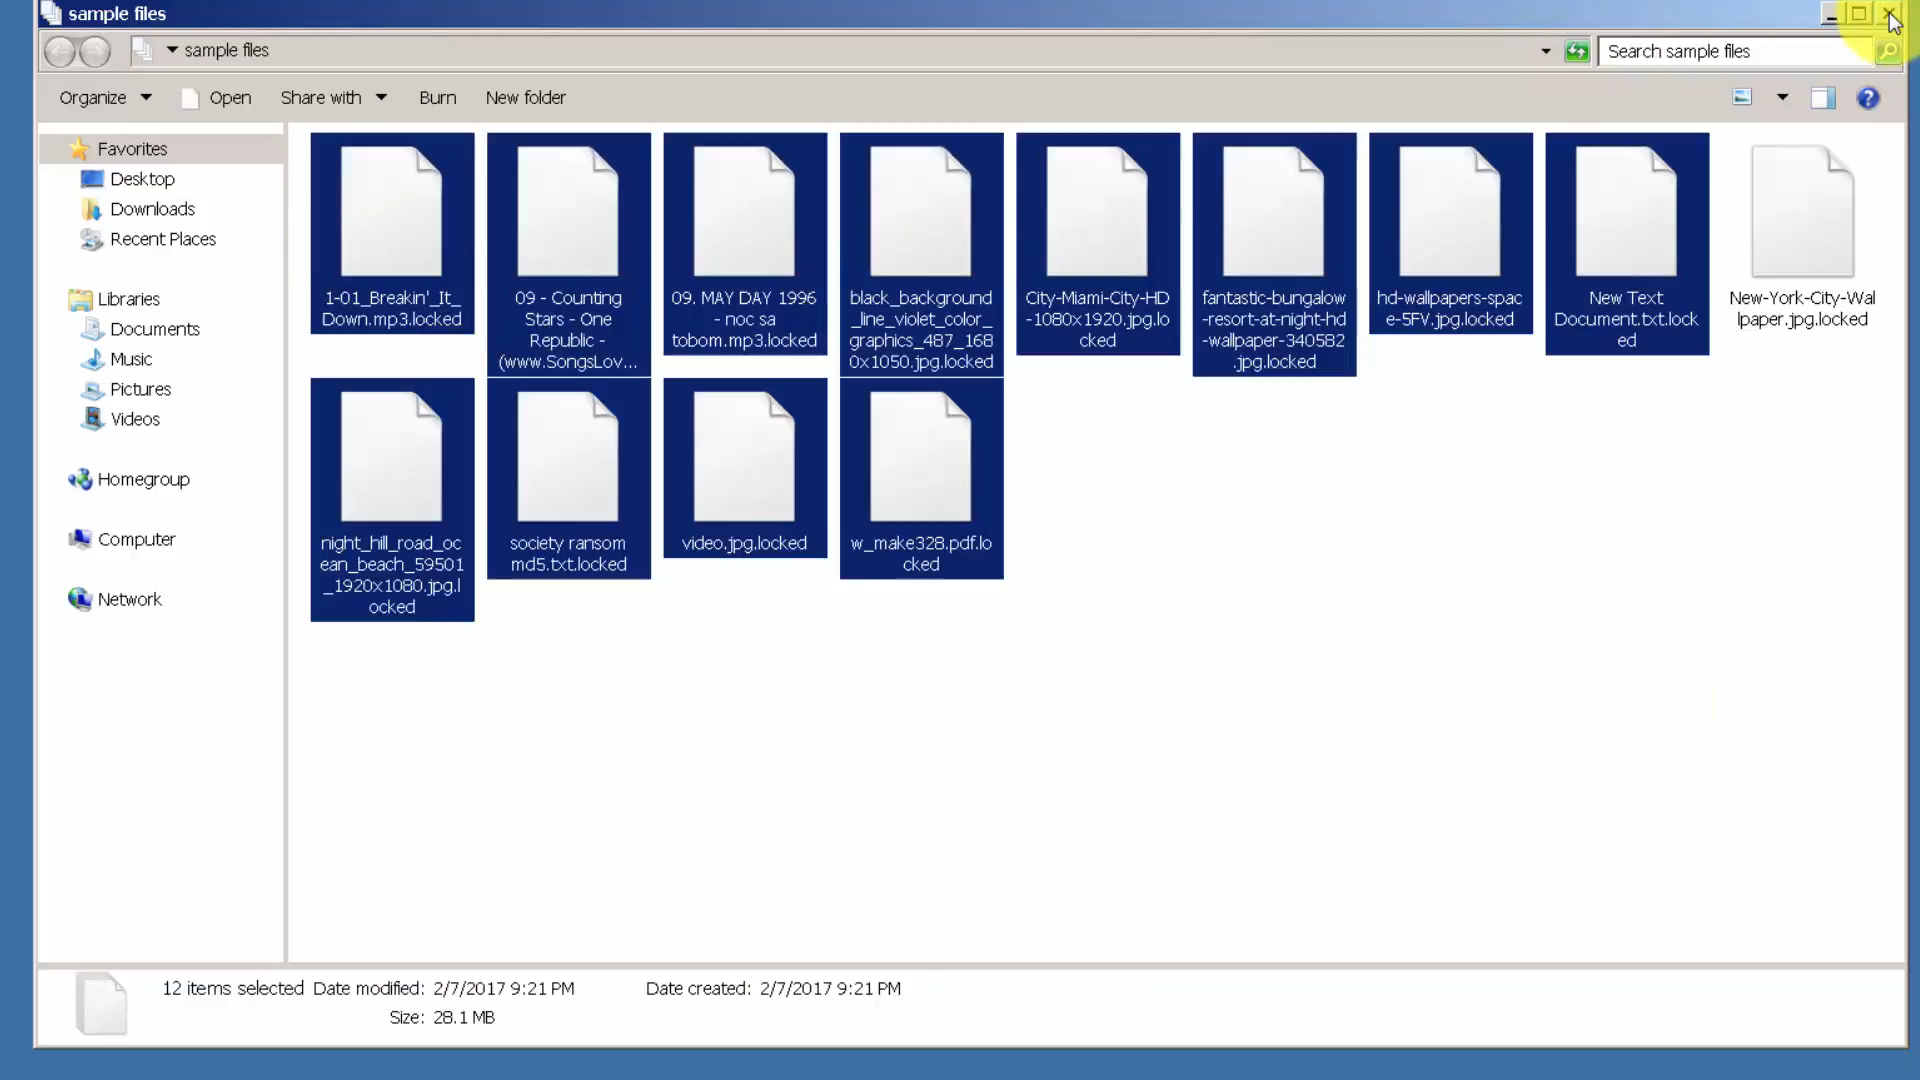 sample files
sample files
Search sample files
Organize
Open
Share with
Burn
New folder
Favorites
Desktop
Downloads
Recent Places
Libraries
Documents
Music
Pictures
Videos
Homegroup
Computer
Network
1-01_Breakin'_It_
Down.mp3.locked
09 - Counting
Stars - One
Republic -
(www.SongsLov...
09. MAY DAY 1996
- noc sa
tobom.mp3.locked
black_background
_line_violet_color_
graphics_487_168
0x1050.jpg.locked
City-Miami-City-HD
-1080x1920.jpg.lo
cked
fantastic-bungalow
-resort-at-night-hd
-wallpaper-340582
.jpg.locked
hd-wallpapers-spac
e-5FV.jpg.locked
New Text
Document.txt.lock
ed
New-York-City-Wal
lpaper.jpg.locked
night_hill_road_oc
ean_beach_59501
_1920x1080.jpg.l
ocked
society ransom
md5.txt.locked
video.jpg.locked
w_make328.pdf.lo
cked
12 items selected Date modified: 2/7/2017 9:21 PM Date created: 2/7/2017 9:21 PM
Size: 28.1 MB